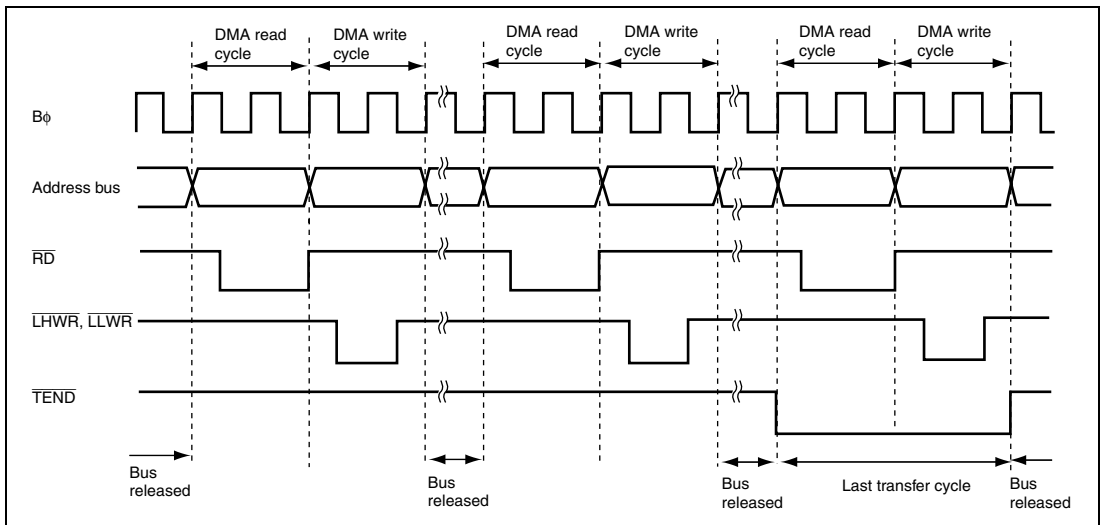 DMA read
cycle
DMA write
cycle
DMA read
cycle
DMA write
cycle
DMA read
cycle
DMA write
cycle
Bφ
Address bus
RD
LHWR, LLWR
TEND
Bus
released
Bus
released
Bus
released
Last transfer cycle
Bus
released